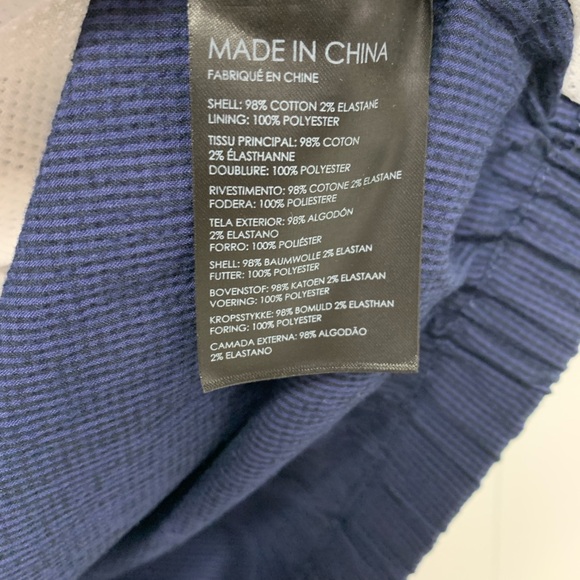 MADE IN CHINA
FABRIQUÉ EN CHINE
SHELL: 98% COTTON 2% ELASTANE
LINING: 100% POLYESTER
TISSU PRINCIPAL: 98% COTON
2% ÉLASTHANNE
DOUBLURE: 100% POLYESTER
RIVESTIMENTO: 98% COTONE 2% ELASTANE
FODERA: 100% POLIESTERE
TELA EXTERIOR: 98% ALGODÓN
2% ELASTANO
FORRO: 100% POLIÉSTER
SHELL: 98% BAUMWOLLE 2% ELASTAN
FUTTER: 100% POLYESTER
BOVENSTOF: 98% KATOEN 2% ELASTAAN
VOERING: 100% POLYESTER
KROPSSTYKKE: 98% BOMULD 2% ELASTHAN
FORING: 100% POLYESTER
CAMADA EXTERNA: 98% ALGODÃO
2% ELASTANO